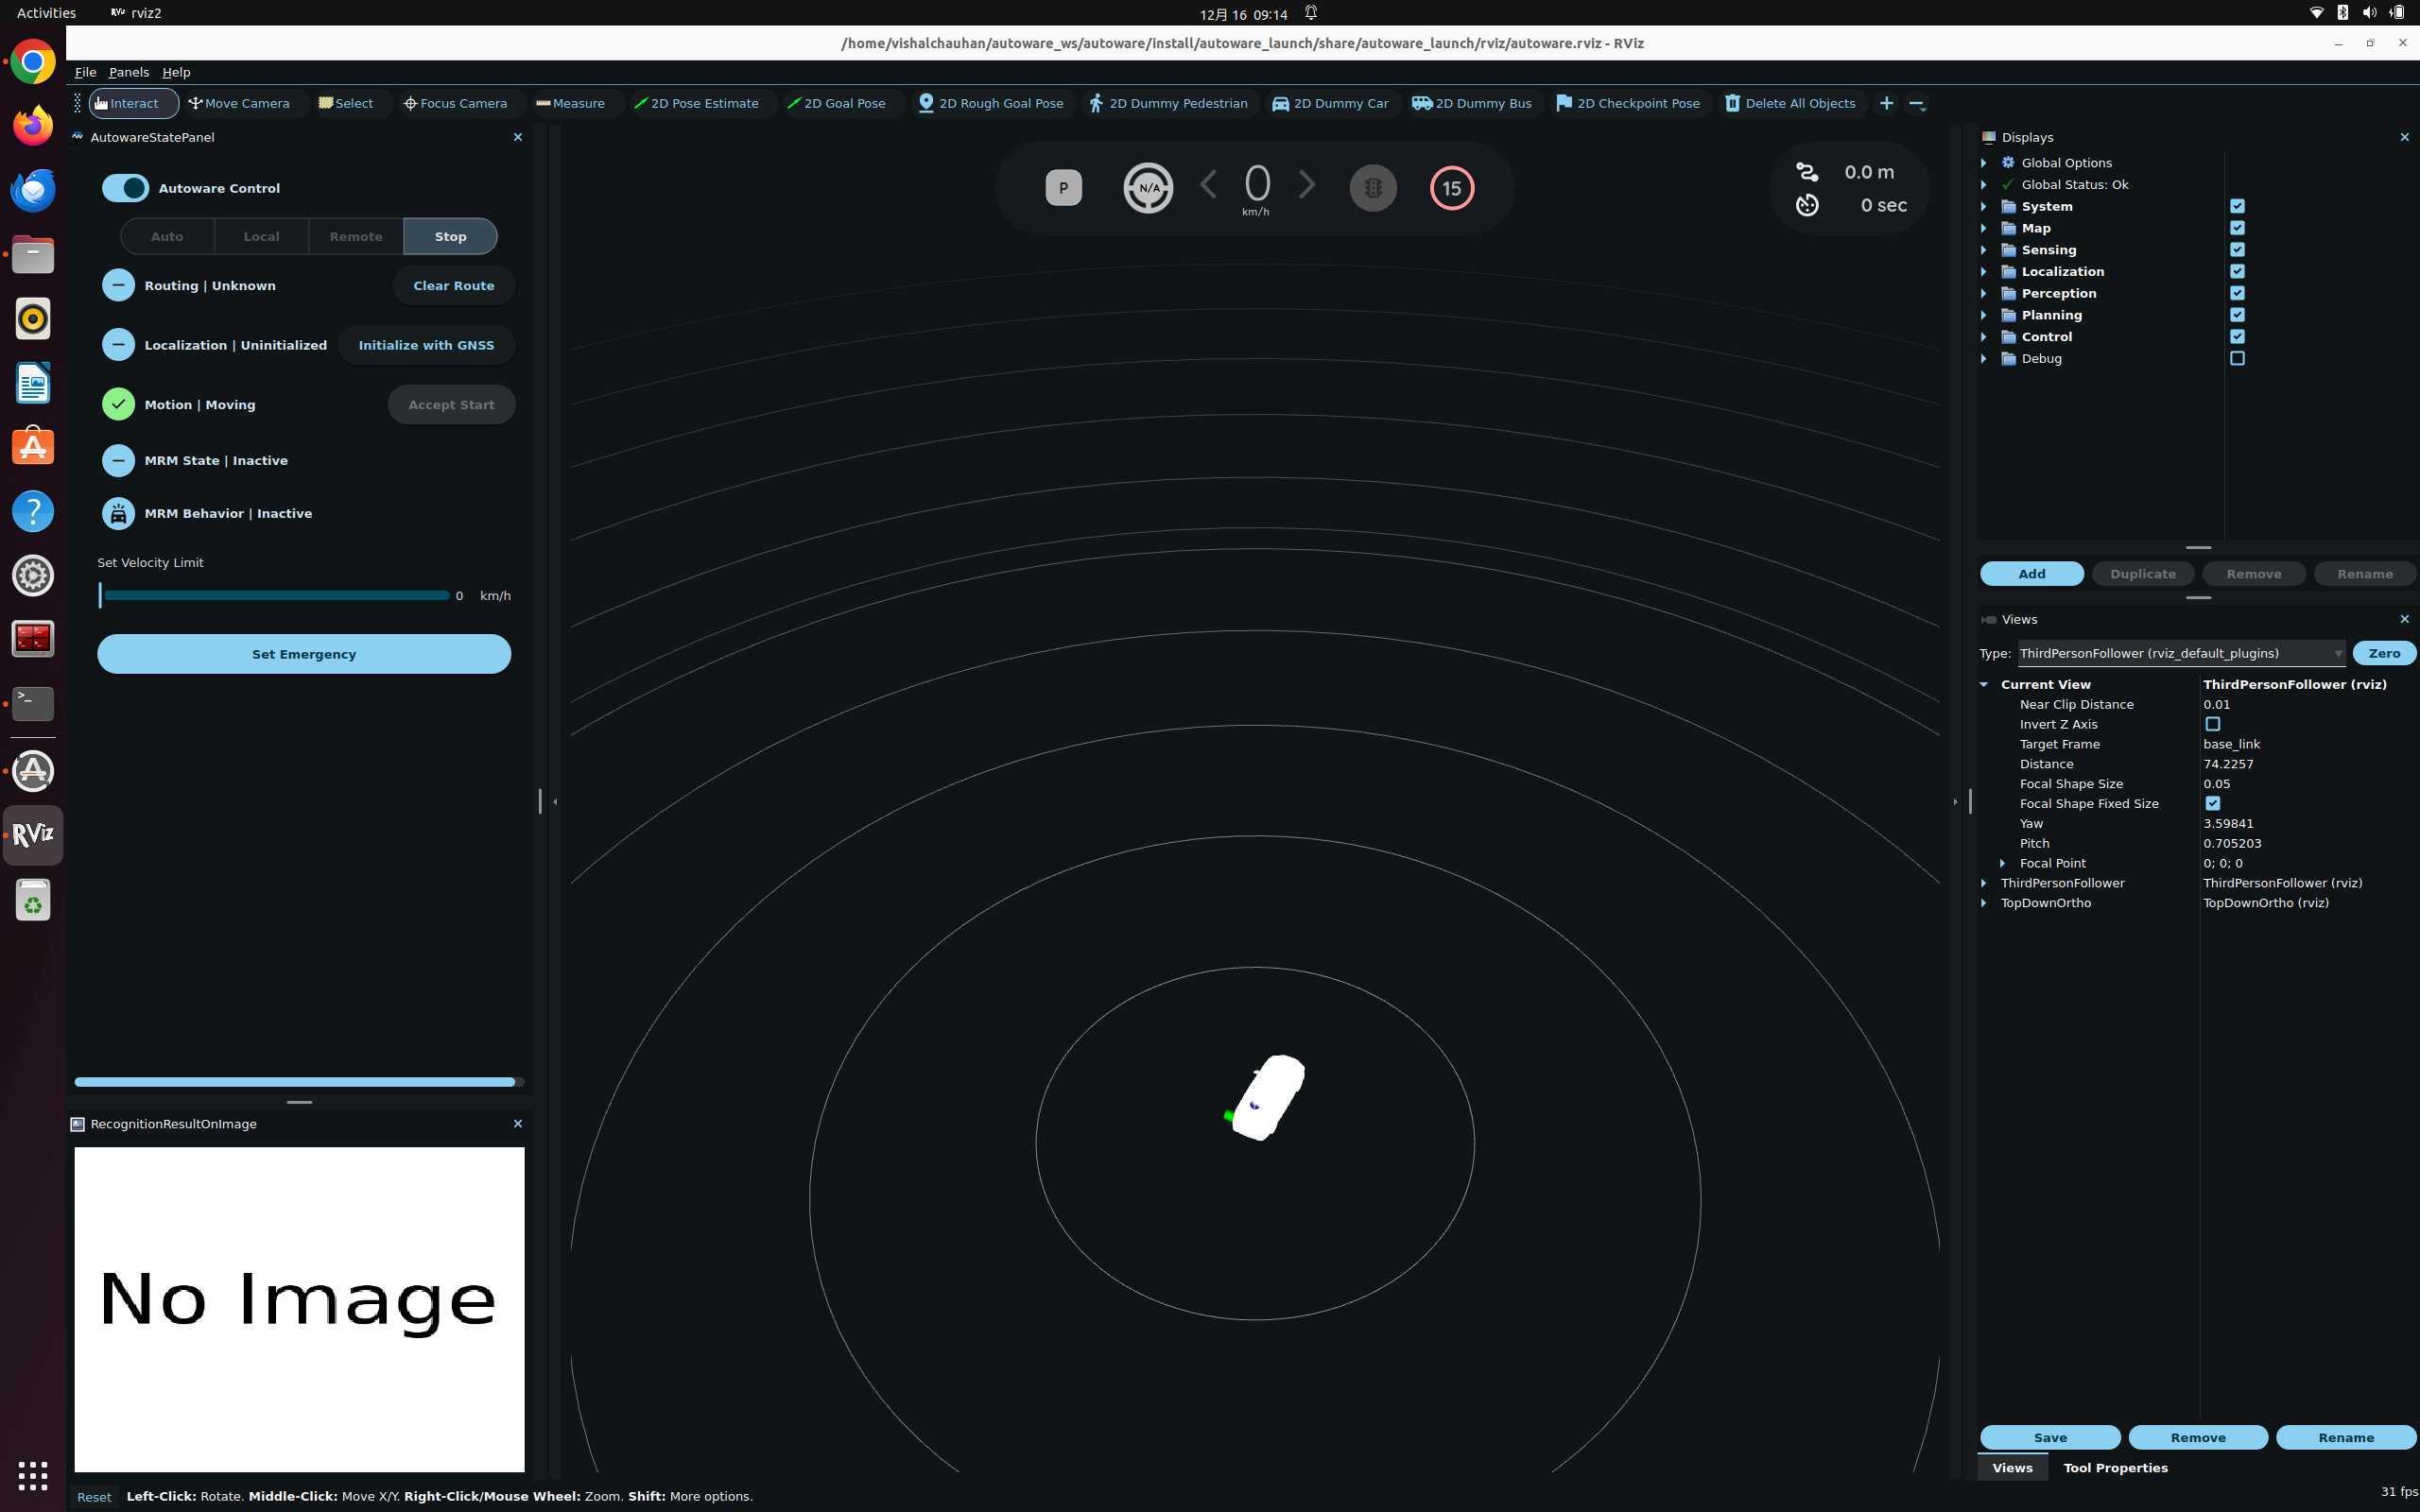 Activities rviz2 12月 16 09:14
/home/vishalchauhan/autoware_ws/autoware/install/autoware_launch/share/autoware_launch/rviz/autoware.rviz - RViz
File Panels Help
Interact Move Camera Select Focus Camera Measure 2D Pose Estimate 2D Goal Pose 2D Rough Goal Pose 2D Dummy Pedestrian 2D Dummy Car 2D Dummy Bus 2D Checkpoint Pose Delete All Objects
AutowareStatePanel
Autoware Control
Auto Local Remote Stop
Routing | Unknown Clear Route
Localization | Uninitialized Initialize with GNSS
Motion | Moving Accept Start
MRM State | Inactive
MRM Behavior | Inactive
Set Velocity Limit
0 km/h
Set Emergency
RecognitionResultOnImage
No Image
P N/A 0 km/h 15
0.0 m
0 sec
Displays
Global Options
Global Status: Ok
System
Map
Sensing
Localization
Perception
Planning
Control
Debug
Add Duplicate Remove Rename
Views
Type: ThirdPersonFollower (rviz_default_plugins) Zero
Current View ThirdPersonFollower (rviz)
Near Clip Distance 0.01
Invert Z Axis
Target Frame base_link
Distance 74.2257
Focal Shape Size 0.05
Focal Shape Fixed Size
Yaw 3.59841
Pitch 0.705203
Focal Point 0; 0; 0
ThirdPersonFollower ThirdPersonFollower (rviz)
TopDownOrtho TopDownOrtho (rviz)
Save Remove Rename
Views Tool Properties
RViz
Reset Left-Click: Rotate. Middle-Click: Move X/Y. Right-Click/Mouse Wheel: Zoom. Shift: More options. 31 fps